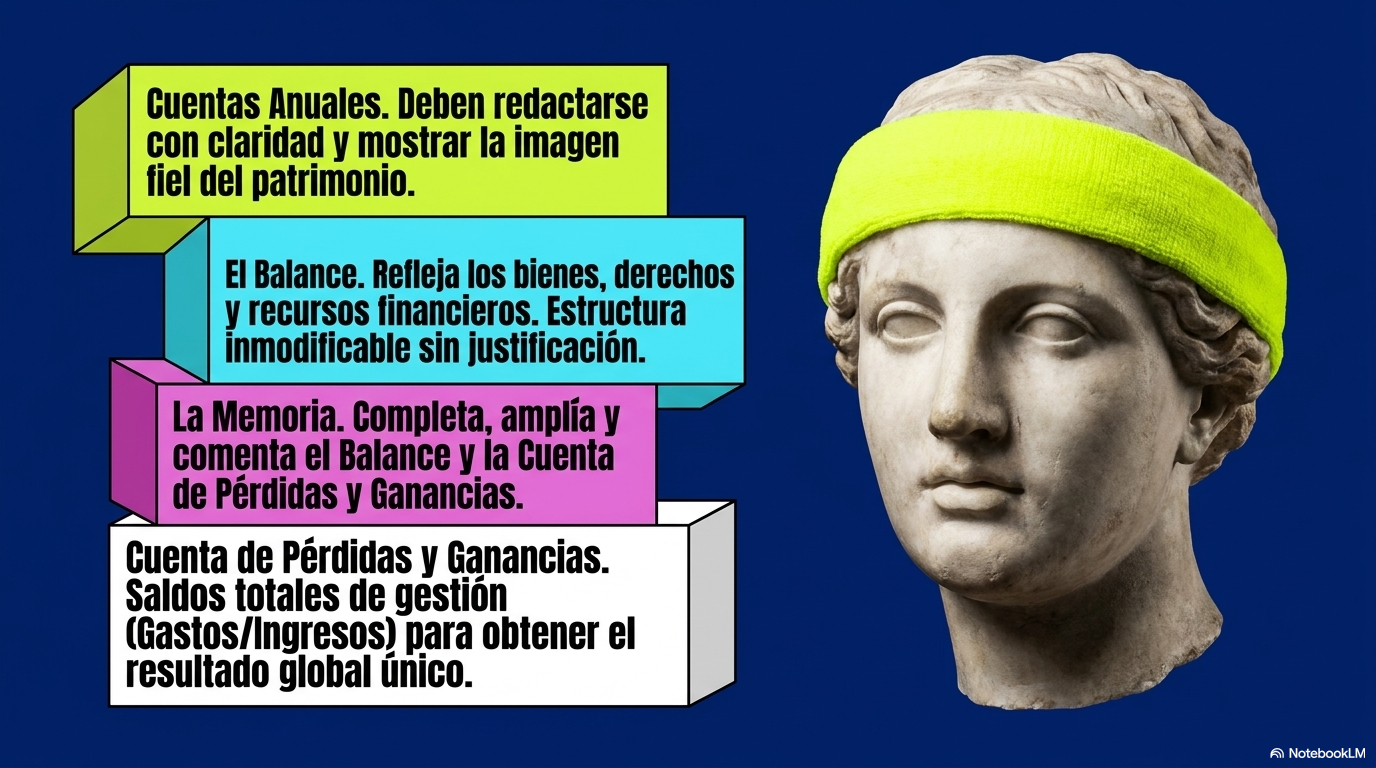 Cuentas Anuales. Deben redactarse
con claridad y mostrar la imagen
fiel del patrimonio.
El Balance. Refleja los bienes, derechos
y recursos financieros. Estructura
inmodificable sin justificación.
La Memoria. Completa, amplía y
comenta el Balance y la Cuenta
de Pérdidas y Ganancias.
Cuenta de Pérdidas y Ganancias.
Saldos totales de gestión
(Gastos/Ingresos) para obtener el
resultado global único.
NotebookLM